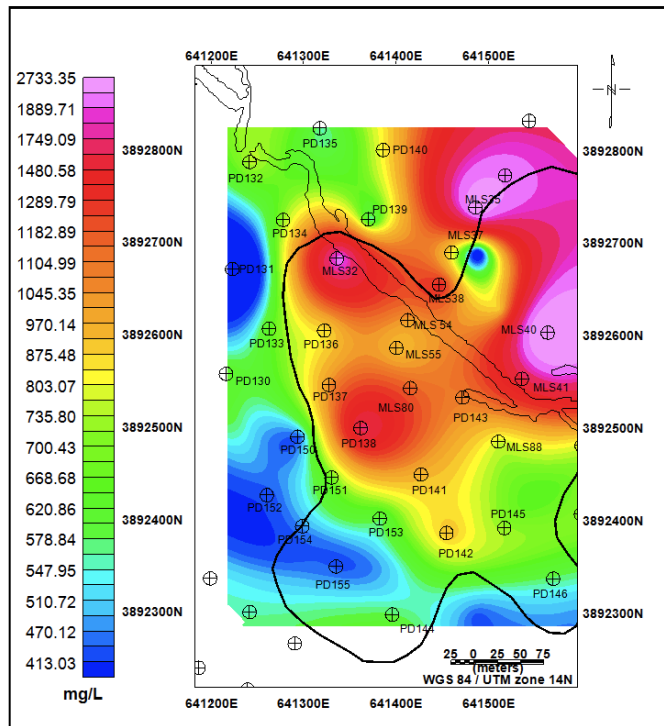 641200E 641300E 641400E 641500E
N
2733.35
1889.71
1749.09
1480.58
1289.79
1182.27
1104.99
1045.35
970.14
875.48
803.07
735.80
700.43
668.68
578.84
547.95
510.72
470.12
413.03
mg/L
3892800N
3892700N
3892600N
3892500N
3892400N
3892300N
3892800N
3892700N
3892600N
3892500N
3892400N
3892300N
PD135
PD140
PD132
MLS35
PD139
PD134
MLS37
PD131
MLS32
MLS38
MLS 54
MLS40
PD133
PD136
MLS55
PD130
PD137
MLS80
MLS41
PD143
PD138
PD150
MLS88
PD151
PD141
PD152
PD145
PD153
PD154
PD142
PD155
PD146
PD144
25 0 25 50 75
(meters)
WGS 84 / UTM zone 14N
641200E 641300E 641400E 641500E